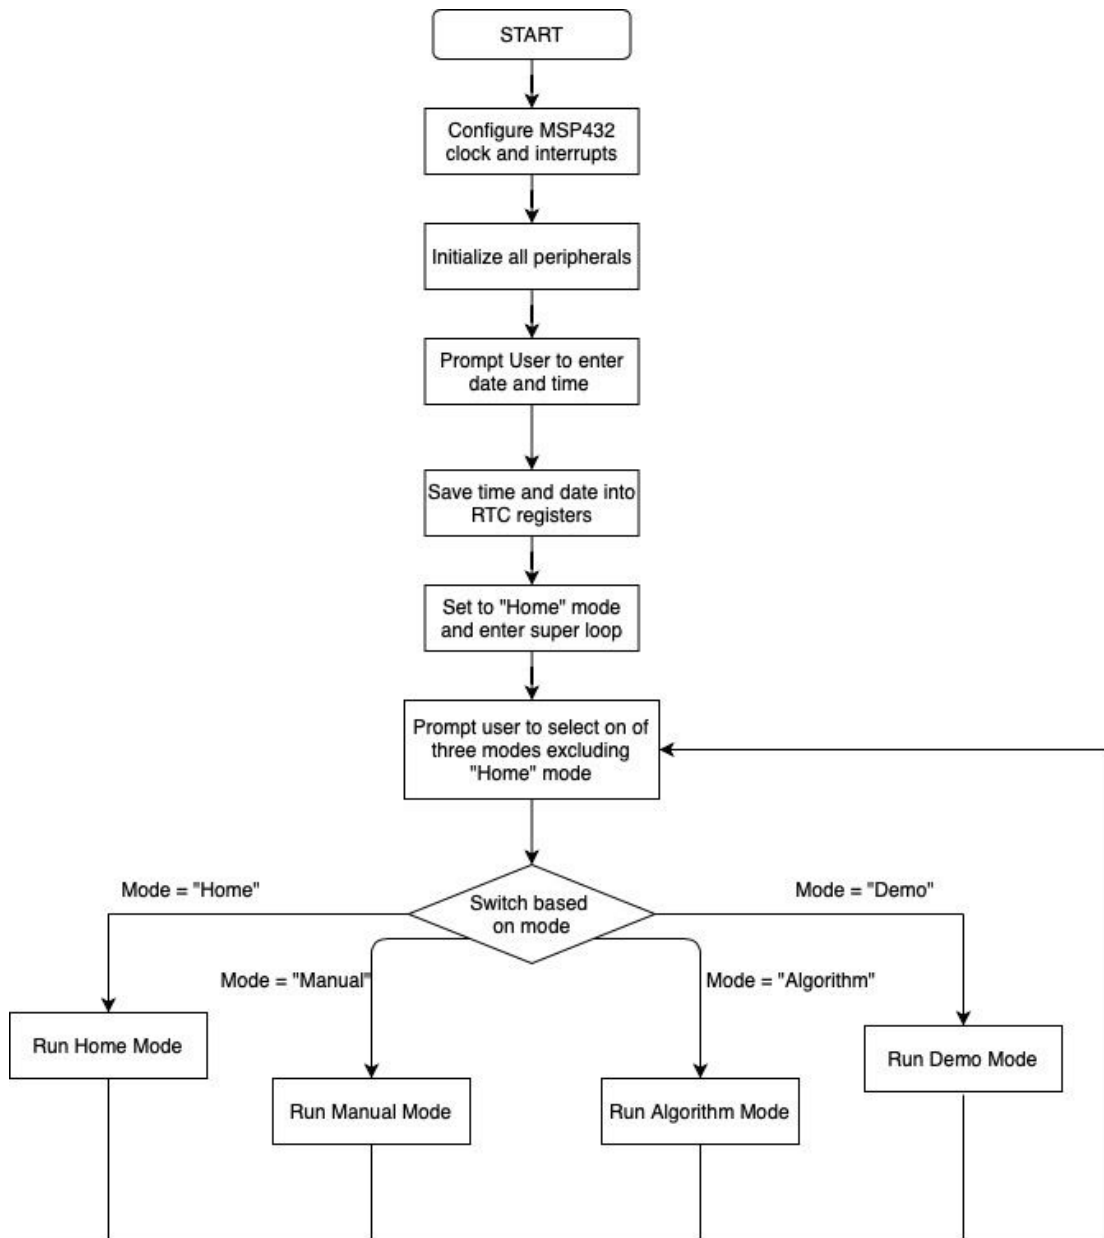 START
Configure MSP432
clock and interrupts
Initialize all peripherals
Prompt User to enter
date and time
Save time and date into
RTC registers
Set to "Home" mode
and enter super loop
Prompt user to select on of
three modes excluding
"Home" mode
Switch based
on mode
Mode = "Home"
Mode = "Demo"
Mode = "Manual"
Mode = "Algorithm"
Run Home Mode
Run Demo Mode
Run Manual Mode
Run Algorithm Mode